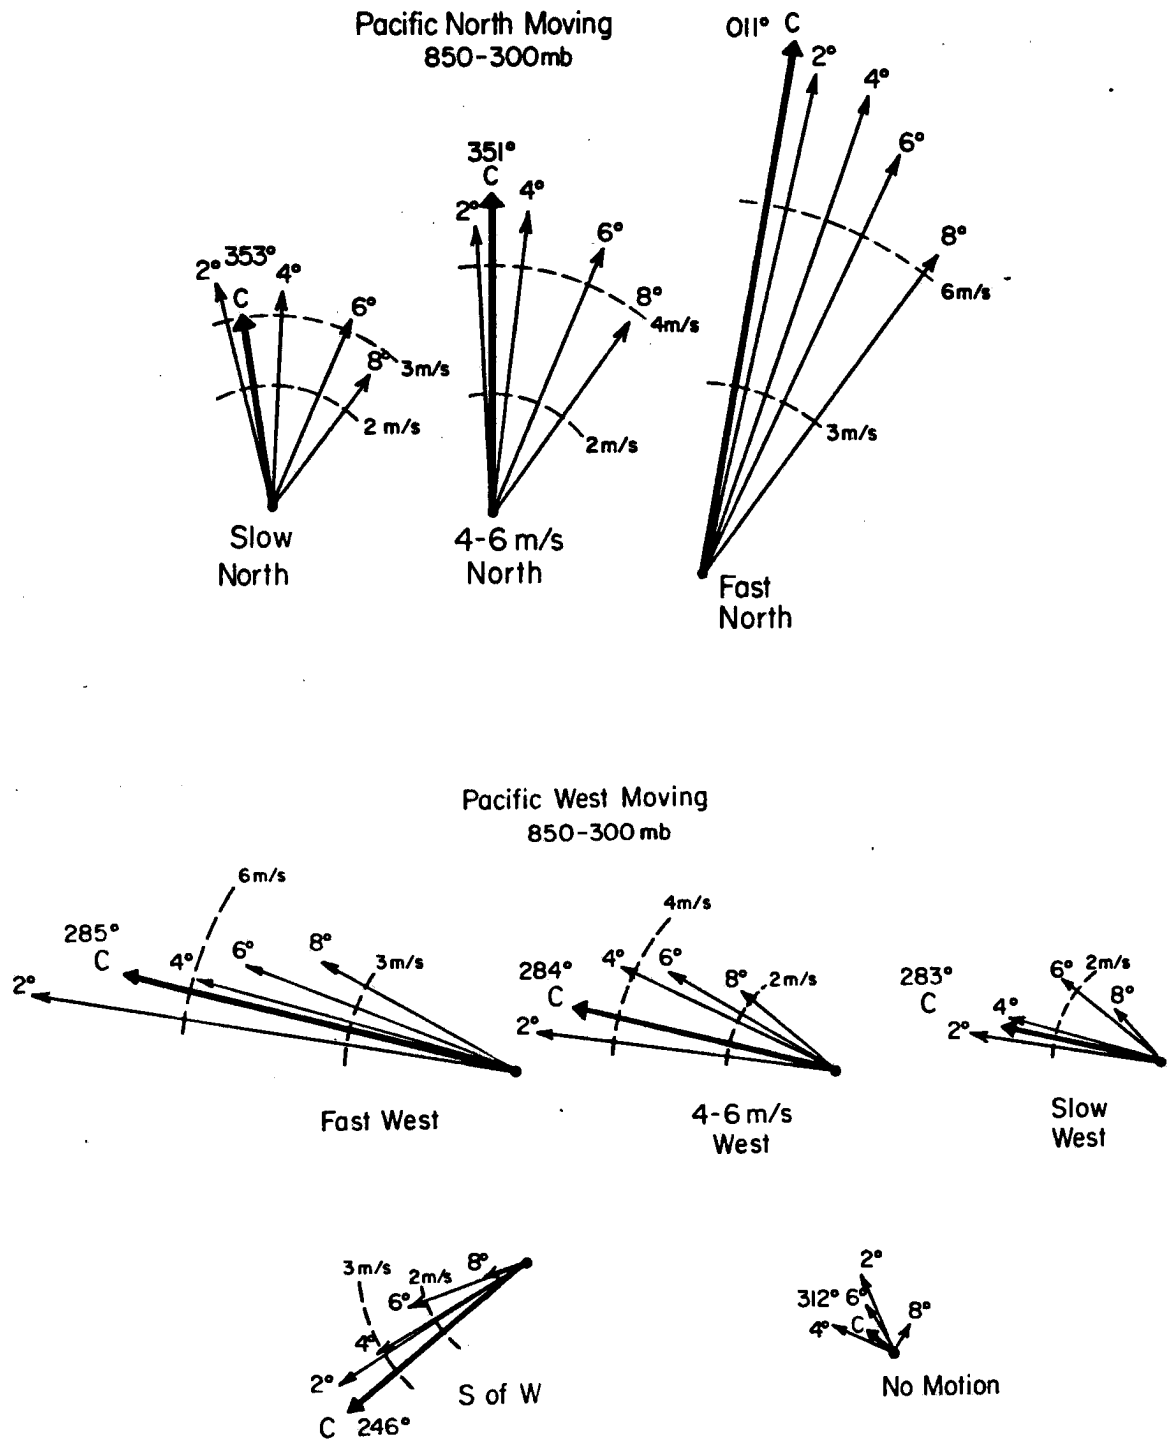 Pacific North Moving
850-300mb
011° C
2°
4°
6°
8°
6m/s
3m/s
Fast
North
351°
C
2°
4°
6°
8°
4m/s
2m/s
4-6 m/s
North
2° 353° 4°
C
6°
8°
3m/s
2 m/s
Slow
North
Pacific West Moving
850-300 mb
6m/s
285°
C
2°
4°
6°
8°
3m/s
Fast West
4m/s
284°
C
2°
4°
6°
8°
2m/s
4-6 m/s
West
283°
C
2°
4°
6°
2m/s
8°
Slow
West
3m/s
2m/s
8°
6°
4°
2°
C 246°
S of W
2°
312° 6°
8°
4°
C
No Motion